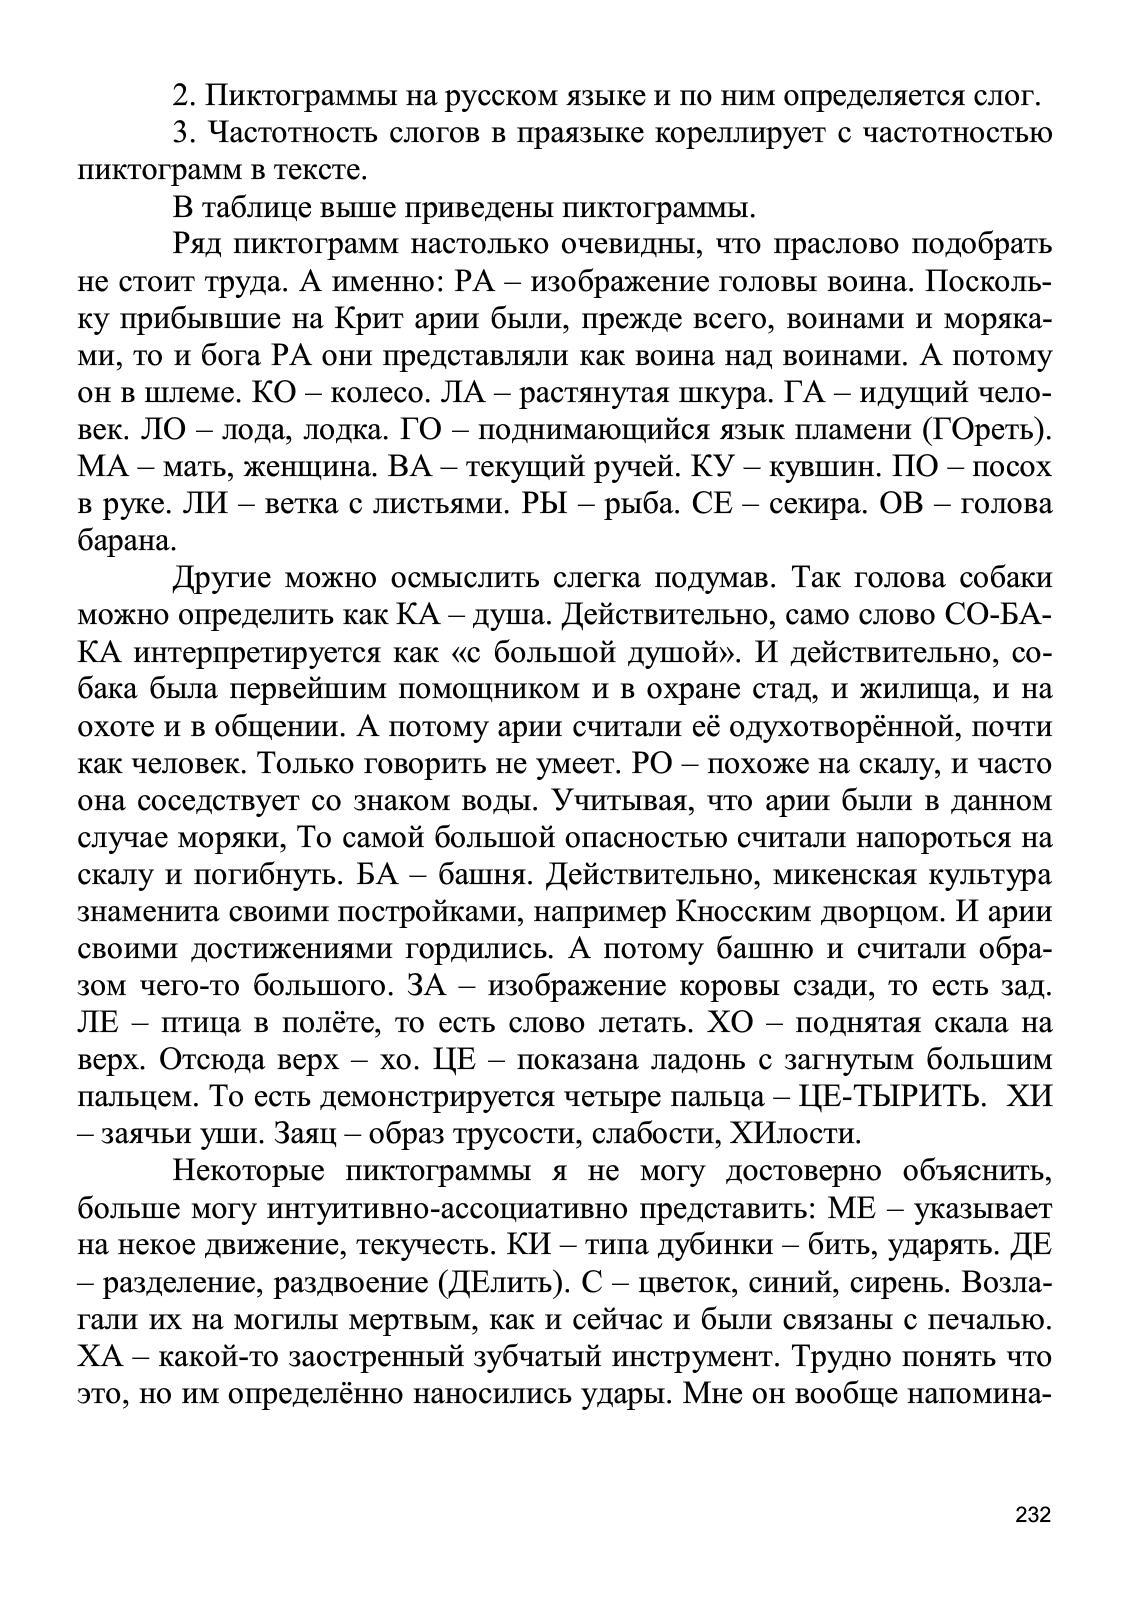 2. Пиктограммы на русском языке и по ним определяется слог.
3. Частотность слогов в праязыке кореллирует с частотностью
пиктограмм в тексте.
В таблице выше приведены пиктограммы.
Ряд пиктограмм настолько очевидны, что праслово подобрать
не стоит труда. А именно: РА – изображение головы воина. Посколь-
ку прибывшие на Крит арии были, прежде всего, воинами и моряка-
ми, то и бога РА они представляли как воина над воинами. А потому
он в шлеме. КО – колесо. ЛА – растянутая шкура. ГА – идущий чело-
век. ЛО – лода, лодка. ГО – поднимающийся язык пламени (ГОреть).
МА – мать, женщина. ВА – текущий ручей. КУ – кувшин. ПО – посох
в руке. ЛИ – ветка с листьями. РЫ – рыба. СЕ – секира. ОВ – голова
барана.
Другие можно осмыслить слегка подумав. Так голова собаки
можно определить как КА – душа. Действительно, само слово СО-БА-
КА интерпретируется как «с большой душой». И действительно, со-
бака была первейшим помощником и в охране стад, и жилища, и на
охоте и в общении. А потому арии считали её одухотворённой, почти
как человек. Только говорить не умеет. РО – похоже на скалу, и часто
она соседствует со знаком воды. Учитывая, что арии были в данном
случае моряки, То самой большой опасностью считали напороться на
скалу и погибнуть. БА – башня. Действительно, микенская культура
знаменита своими постройками, например Кносским дворцом. И арии
своими достижениями гордились. А потому башню и считали обра-
зом чего-то большого. ЗА – изображение коровы сзади, то есть зад.
ЛЕ – птица в полёте, то есть слово летать. ХО – поднятая скала на
верх. Отсюда верх – хо. ЦЕ – показана ладонь с загнутым большим
пальцем. То есть демонстрируется четыре пальца – ЦЕ-ТЫРИТЬ. ХИ
– заячьи уши. Заяц – образ трусости, слабости, ХИлости.
Некоторые пиктограммы я не могу достоверно объяснить,
больше могу интуитивно-ассоциативно представить: МЕ – указывает
на некое движение, текучесть. КИ – типа дубинки – бить, ударять. ДЕ
– разделение, раздвоение (ДЕлить). С – цветок, синий, сирень. Возла-
гали их на могилы мертвым, как и сейчас и были связаны с печалью.
ХА – какой-то заостренный зубчатый инструмент. Трудно понять что
это, но им определённо наносились удары. Мне он вообще напомина-
232